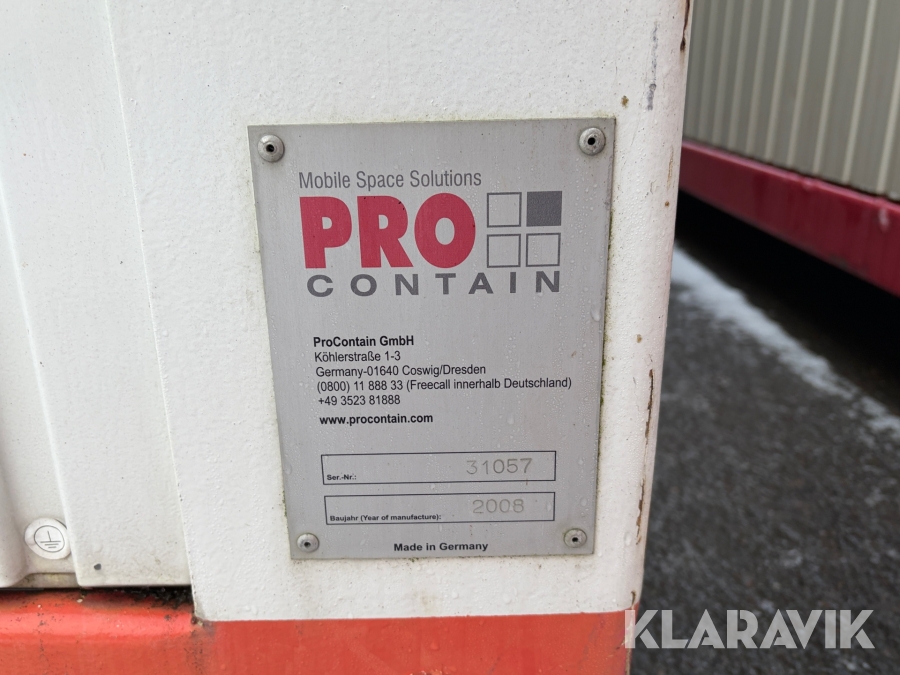 Mobile Space Solutions
PRO
CONTAIN
ProContain GmbH
Köhlerstraße 1-3
Germany-01640 Coswig/Dresden
(0800) 11 888 33 (Freecall innerhalb Deutschland)
+49 3523 81888
www.procontain.com
Ser.-Nr.: 31057
Baujahr (Year of manufacture): 2008
Made in Germany
KLARAVIK